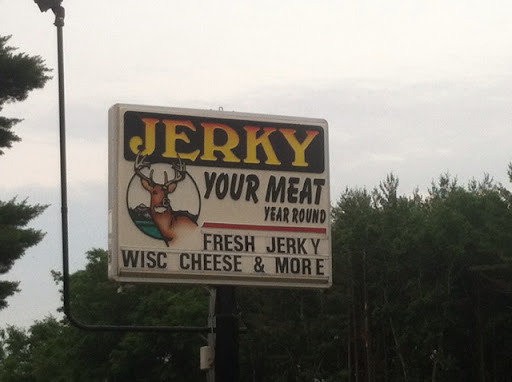 JERKY
YOUR MEAT
YEAR ROUND
FRESH JERKY
WISC CHEESE & MORE